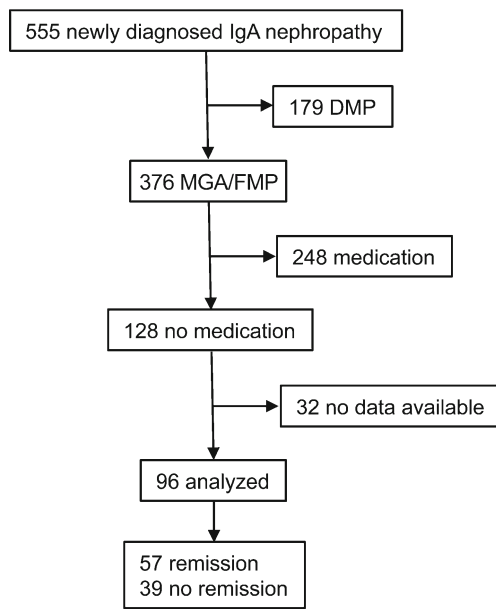 555 newly diagnosed IgA nephropathy
179 DMP
376 MGA/FMP
248 medication
128 no medication
32 no data available
96 analyzed
57 remission
39 no remission